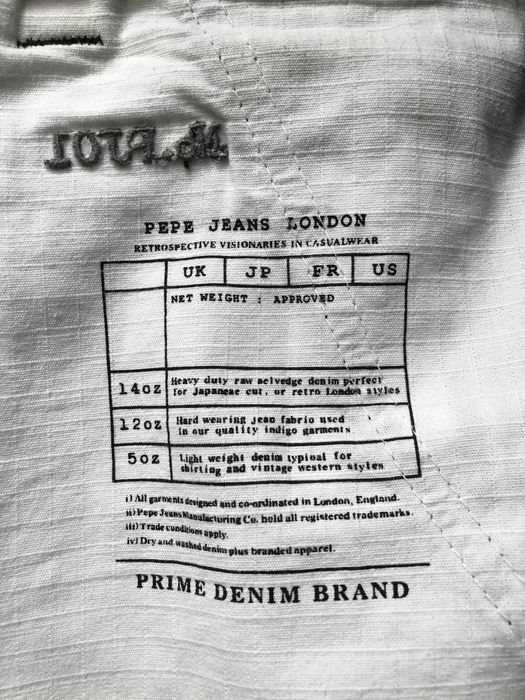 PEPE JEANS LONDON
RETROSPECTIVE VISIONARIES IN CASUALWEAR
UK JP FR US
NET WEIGHT : APPROVED
14oz Heavy duty raw selvedge denim perfect
for Japanese cut, or retro London styles
12oz Hard wearing jean fabric used
in our quality indigo garments
5oz Light weight denim typical for
shirting and vintage western styles
i) All garments designed and co-ordinated in London, England.
ii) Pepe Jeans Manufacturing Co. hold all registered trademarks.
iii) Trade conditions apply.
iv) Dry and washed denim plus branded apparel.
PRIME DENIM BRAND